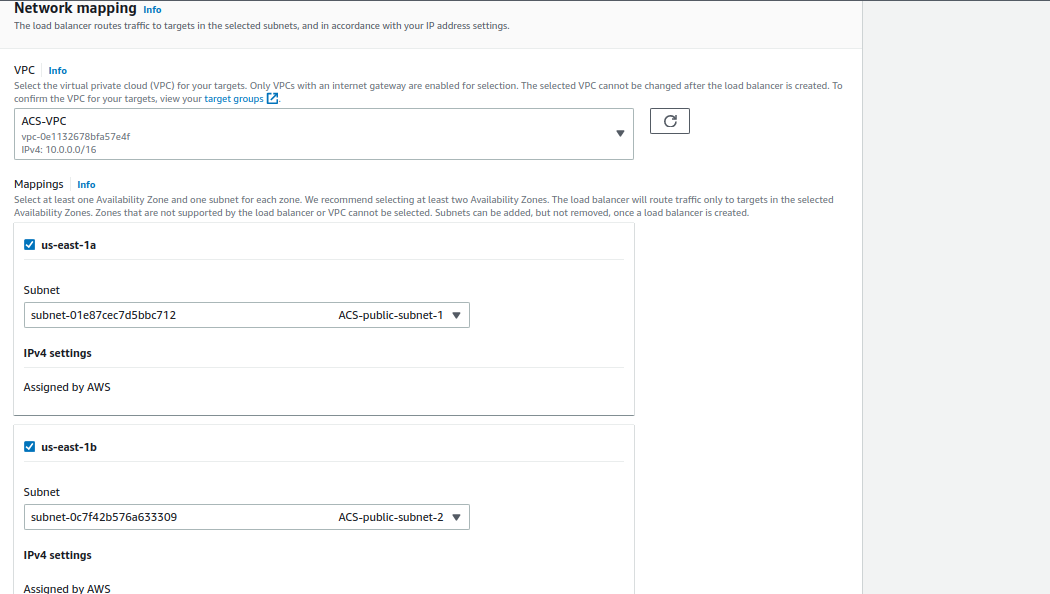 Network mapping Info
The load balancer routes traffic to targets in the selected subnets, and in accordance with your IP address settings.
VPC Info
Select the virtual private cloud (VPC) for your targets. Only VPCs with an internet gateway are enabled for selection. The selected VPC cannot be changed after the load balancer is created. To
confirm the VPC for your targets, view your target groups.
ACS-VPC
vpc-0e1132678bfa57e4f
IPv4: 10.0.0.0/16
Mappings Info
Select at least one Availability Zone and one subnet for each zone. We recommend selecting at least two Availability Zones. The load balancer will route traffic only to targets in the selected
Availability Zones. Zones that are not supported by the load balancer or VPC cannot be selected. Subnets can be added, but not removed, once a load balancer is created.
us-east-1a
Subnet
subnet-01e87cec7d5bbc712 ACS-public-subnet-1
IPv4 settings
Assigned by AWS
us-east-1b
Subnet
subnet-0c7f42b576a633309 ACS-public-subnet-2
IPv4 settings
Assigned by AWS